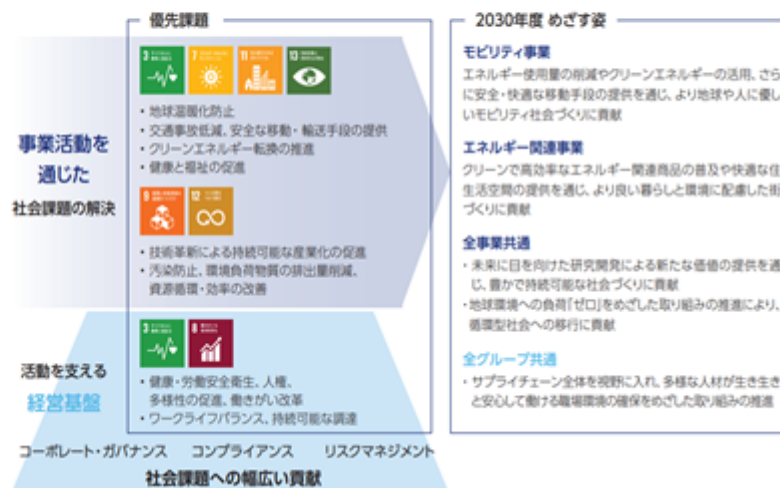 優先課題
2030年度 めざす姿
3
7
11
13
・地球温暖化防止
・交通事故低減、安全な移動・輸送手段の提供
・クリーンエネルギー転換の推進
・健康と福祉の促進
事業活動を
通じた
社会課題の解決
9
12
・技術革新による持続可能な産業化の促進
・汚染防止、環境負荷物質の排出量削減、
資源循環・効率の改善
モビリティ事業
エネルギー使用量の削減やクリーンエネルギーの活用、さら
に安全・快適な移動手段の提供を通じ、より地球や人に優し
いモビリティ社会づくりに貢献
エネルギー関連事業
クリーンで高効率なエネルギー関連商品の普及や快適な住
生活空間の提供を通じ、より良い暮らしと環境に配慮した街
づくりに貢献
全事業共通
・未来に目を向けた研究開発による新たな価値の提供を通
じ、豊かで持続可能な社会づくりに貢献
・地球環境への負荷「ゼロ」をめざした取り組みの推進により、
循環型社会への移行に貢献
3
8
活動を支える
経営基盤
・健康・労働安全衛生、人権、
多様性の促進、働きがい改革
・ワークライフバランス、持続可能な調達
全グループ共通
・サプライチェーン全体を視野に入れ、多様な人材が生き生き
と安心して働ける職場環境の確保をめざした取り組みの推進
コーポレート・ガバナンス コンプライアンス リスクマネジメント
社会課題への幅広い貢献